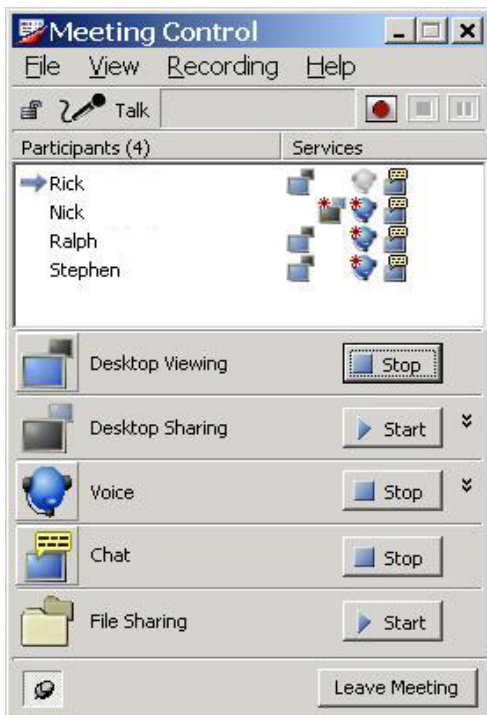 Meeting Control
File View Recording Help
Talk
Participants (4) Services
Rick
Nick
Ralph
Stephen
Desktop Viewing Stop
Desktop Sharing Start
Voice Stop
Chat Stop
File Sharing Start
Leave Meeting